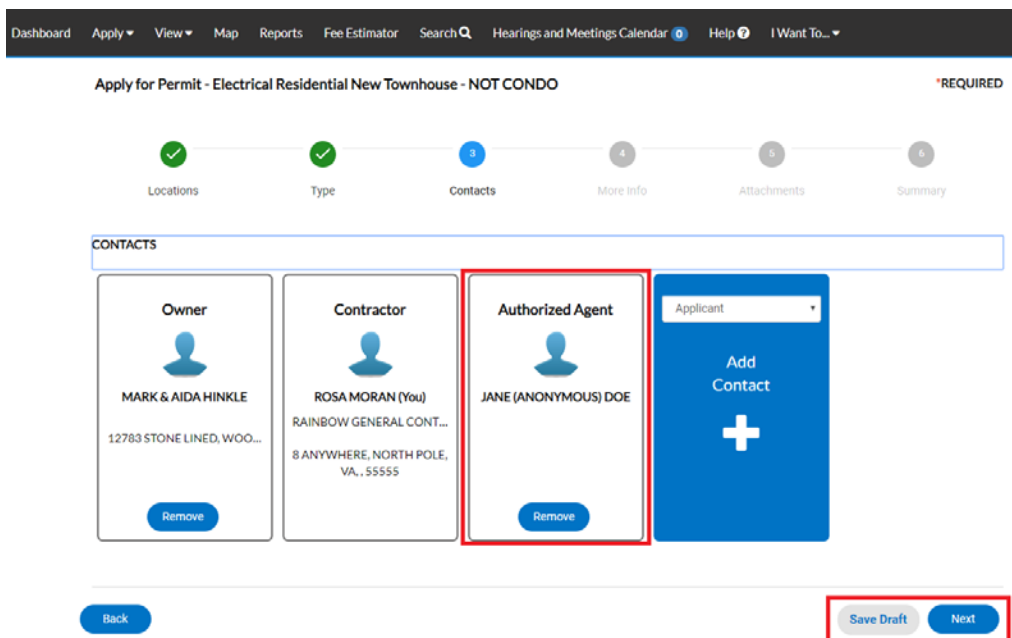 Dashboard Apply View Map Reports Fee Estimator Search Hearings and Meetings Calendar 0 Help ? I Want To...
Apply for Permit - Electrical Residential New Townhouse - NOT CONDO *REQUIRED
3 4 5 6
Locations Type Contacts More Info Attachments Summary
CONTACTS
Owner
MARK & AIDA HINKLE
12783 STONE LINED, WOO...
Remove
Contractor
ROSA MORAN (You)
RAINBOW GENERAL CONT...
8 ANYWHERE, NORTH POLE,
VA, , 55555
Authorized Agent
JANE (ANONYMOUS) DOE
Remove
Applicant
Add
Contact
Back Save Draft Next